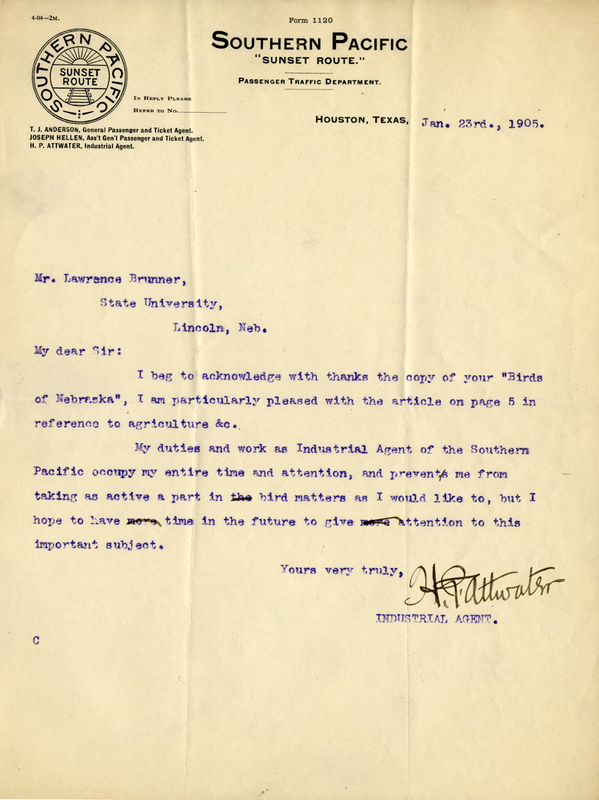 4-04—2M.
Form 1120
SOUTHERN PACIFIC
"SUNSET ROUTE."
PASSENGER TRAFFIC DEPARTMENT.
SOUTHERN PACIFIC
SUNSET
ROUTE
IN REPLY PLEASE
REFER TO No.
T. J. ANDERSON, General Passenger and Ticket Agent.
JOSEPH HELLEN, Ass't Gen'l Passenger and Ticket Agent.
H. P. ATTWATER, Industrial Agent.
HOUSTON, TEXAS, Jan. 23rd., 1905.
Mr. Lawrence Brunner,
State University,
Lincoln, Neb.
My dear Sir:
I beg to acknowledge with thanks the copy of your "Birds
of Nebraska", I am particularly pleased with the article on page 5 in
reference to agriculture &c.
My duties and work as Industrial Agent of the Southern
Pacific occupy my entire time and attention, and prevents me from
taking as active a part in the bird matters as I would like to, but I
hope to have more time in the future to give more attention to this
important subject.
Yours very truly,
H. P. Attwater
INDUSTRIAL AGENT.
C